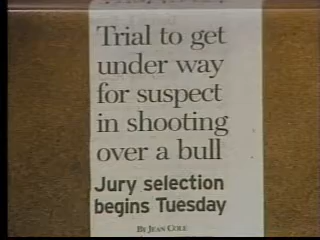 Trial to get
under way
for suspect
in shooting
over a bull
Jury selection
begins Tuesday
By Jean Cole